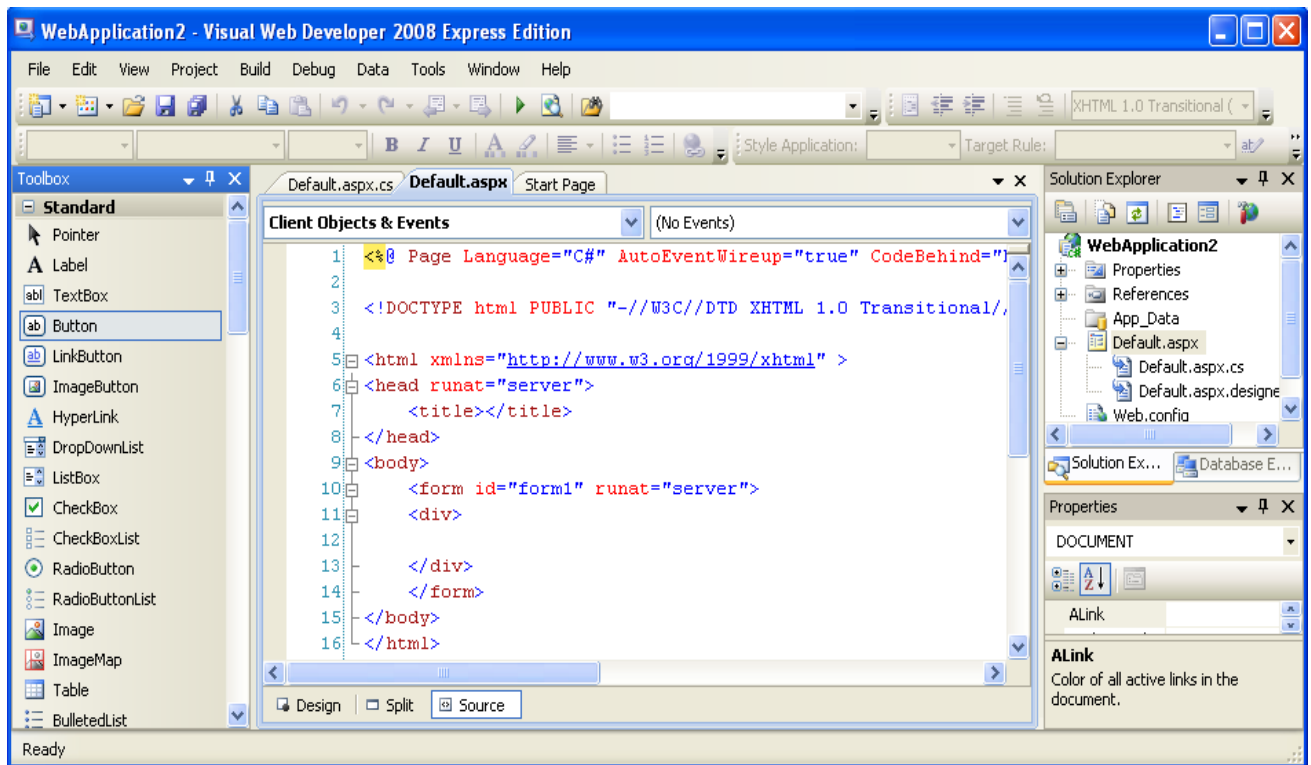 WebApplication2 - Visual Web Developer 2008 Express Edition
File Edit View Project Build Debug Data Tools Window Help
XHTML 1.0 Transitional (
B I U A Style Application: Target Rule:
Toolbox
Standard
Pointer
A Label
abl TextBox
ab Button
ab LinkButton
ImageButton
A HyperLink
DropDownList
ListBox
CheckBox
CheckBoxList
RadioButton
RadioButtonList
Image
ImageMap
Table
BulletedList
Default.aspx.cs Default.aspx Start Page
Client Objects & Events (No Events)
1 <%@ Page Language="C#" AutoEventWireup="true" CodeBehind="
2
3 <!DOCTYPE html PUBLIC "-//W3C//DTD XHTML 1.0 Transitional/
4
5 <html xmlns="http://www.w3.org/1999/xhtml" >
6 <head runat="server">
7 <title></title>
8 </head>
9 <body>
10 <form id="form1" runat="server">
11 <div>
12
13 </div>
14 </form>
15 </body>
16 </html>
Design Split Source
Solution Explorer
WebApplication2
Properties
References
App_Data
Default.aspx
Default.aspx.cs
Default.aspx.designe
Web.config
Solution Ex... Database E...
Properties
DOCUMENT
ALink
ALink
Color of all active links in the
document.
Ready